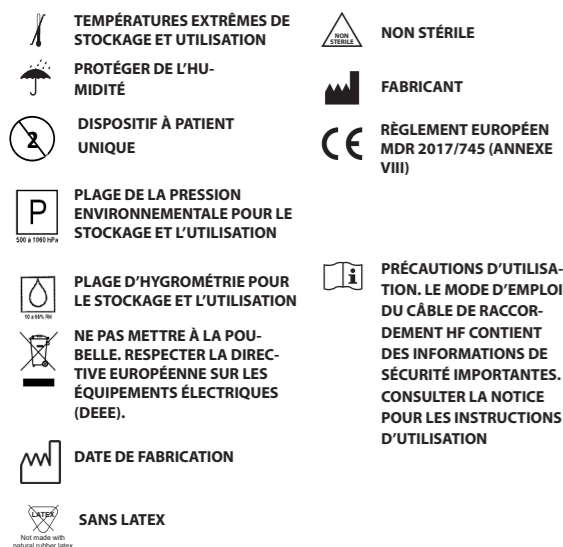 TEMPÉRATURES EXTRÊMES DE
STOCKAGE ET UTILISATION
PROTÉGER DE L'HU-
MIDITÉ
2
DISPOSITIF À PATIENT
UNIQUE
P
500 à 1060 hPa
PLAGE DE LA PRESSION
ENVIRONNEMENTALE POUR LE
STOCKAGE ET L'UTILISATION
10 à 95% RH
PLAGE D'HYGROMÉTRIE POUR
LE STOCKAGE ET L'UTILISATION
NE PAS METTRE À LA POU-
BELLE. RESPECTER LA DIREC-
TIVE EUROPÉENNE SUR LES
ÉQUIPEMENTS ÉLECTRIQUES
(DEEE).
DATE DE FABRICATION
LATEX
Not made with
natural rubber latex
SANS LATEX
NON
STERILE
NON STÉRILE
FABRICANT
CE
RÈGLEMENT EUROPÉEN
MDR 2017/745 (ANNEXE
VIII)
i
PRÉCAUTIONS D'UTILISA-
TION. LE MODE D'EMPLOI
DU CÂBLE DE RACCOR-
DEMENT HF CONTIENT
DES INFORMATIONS DE
SÉCURITÉ IMPORTANTES.
CONSULTER LA NOTICE
POUR LES INSTRUCTIONS
D'UTILISATION